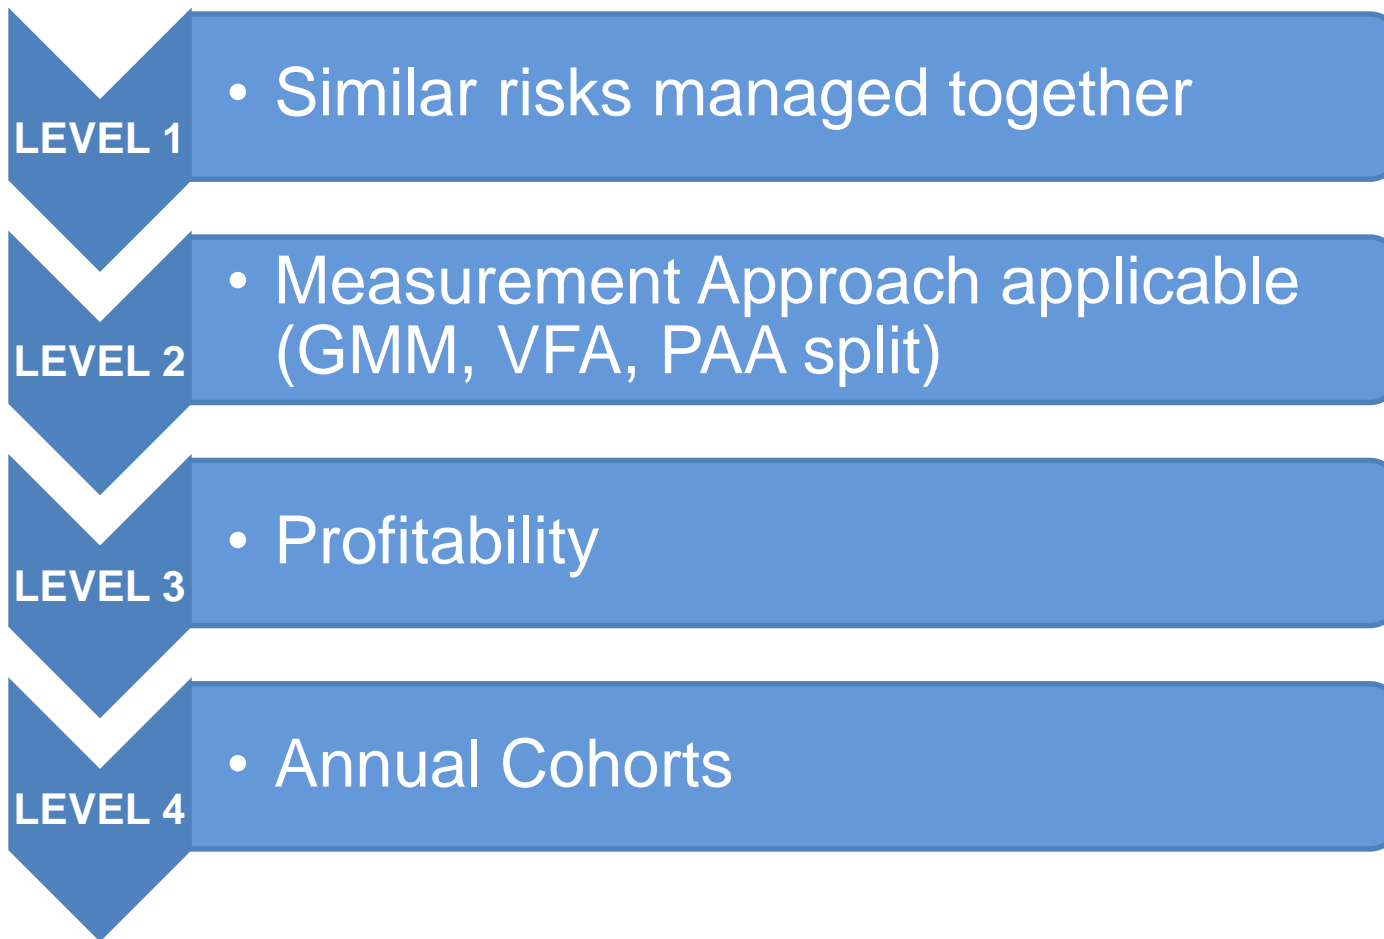 LEVEL 1
• Similar risks managed together
LEVEL 2
• Measurement Approach applicable
(GMM, VFA, PAA split)
LEVEL 3
• Profitability
LEVEL 4
• Annual Cohorts